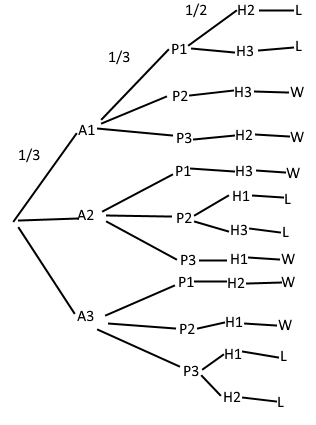 1/2 H2 L
1/3 P1 H3 L
P2 H3 W
A1 P3 H2 W
1/3 P1 H3 W
A2 P2 H1 L
H3 L
P3 H1 W
P1 H2 W
A3 P2 H1 W
P3 H1 L
H2 L